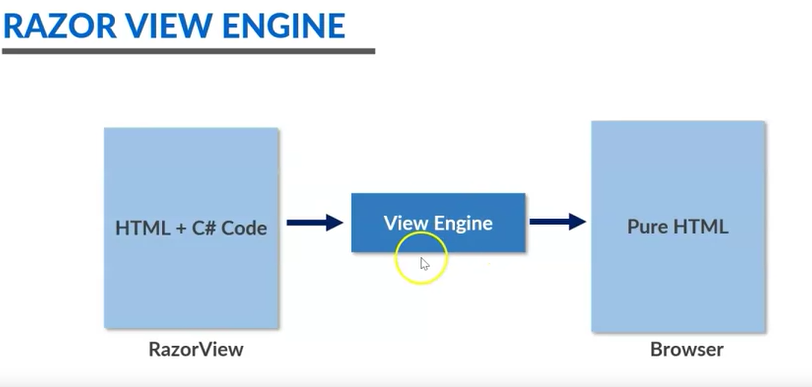 RAZOR VIEW ENGINE
HTML + C# Code
View Engine
Pure HTML
RazorView
Browser